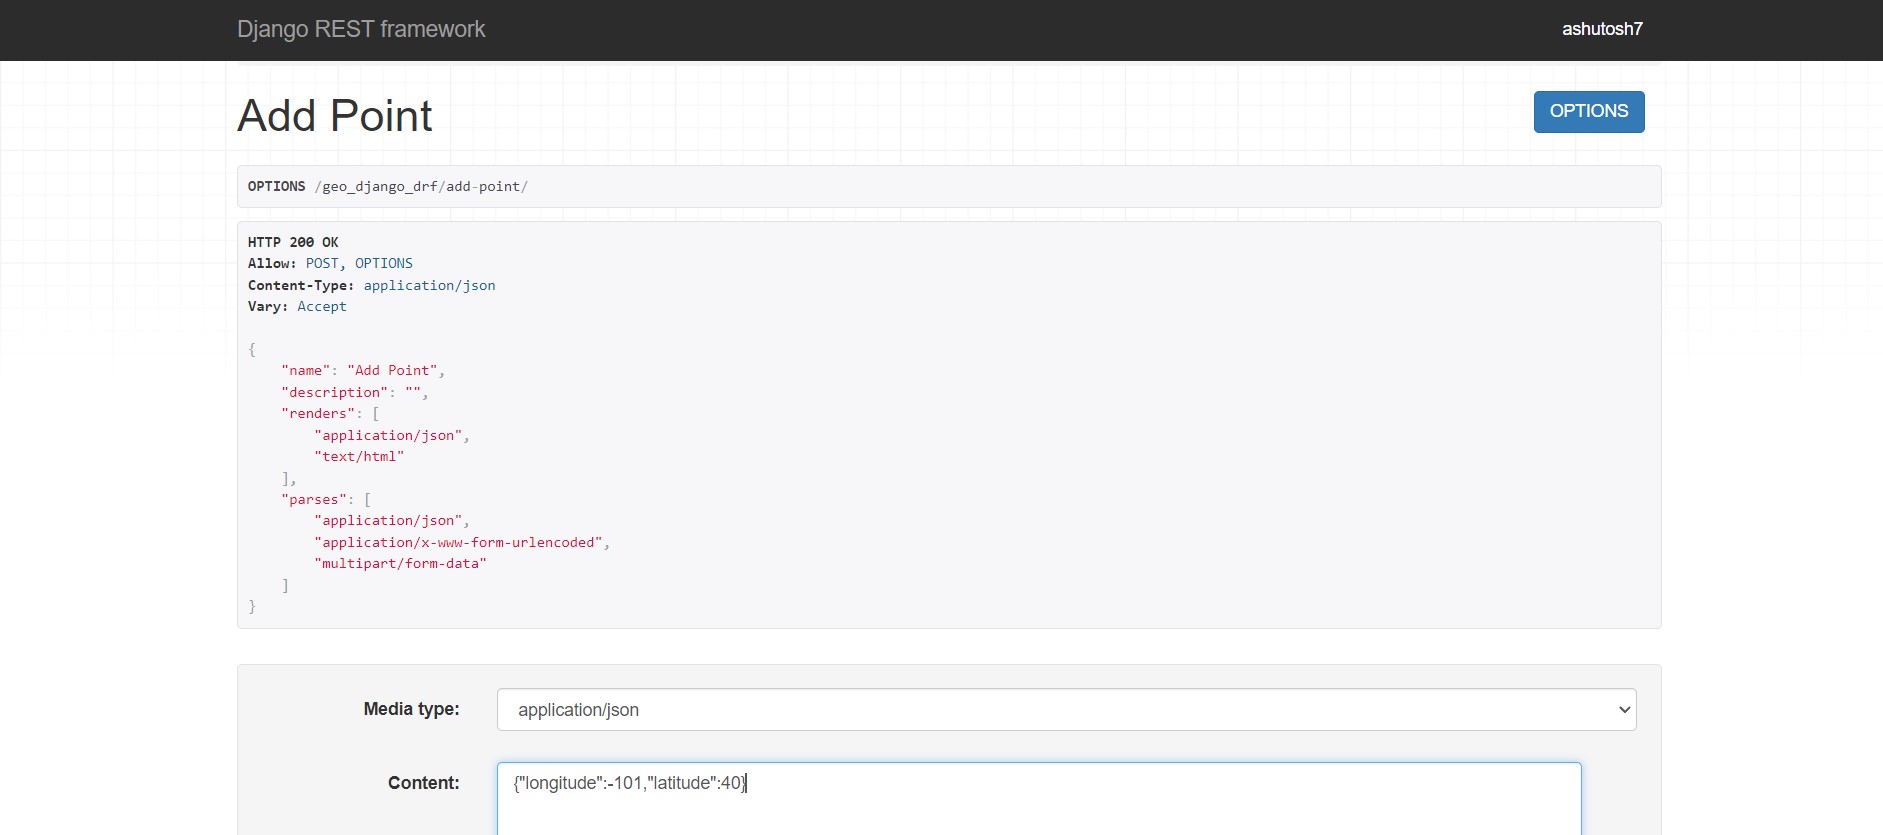 Django REST framework
ashutosh7
Add Point
OPTIONS
OPTIONS /geo_django_drf/add-point/
HTTP 200 OK
Allow: POST, OPTIONS
Content-Type: application/json
Vary: Accept
{
    "name": "Add Point",
    "description": "",
    "renders": [
        "application/json",
        "text/html"
    ],
    "parses": [
        "application/json",
        "application/x-www-form-urlencoded",
        "multipart/form-data"
    ]
}
Media type:
application/json
Content:
{"longitude":-101,"latitude":40}